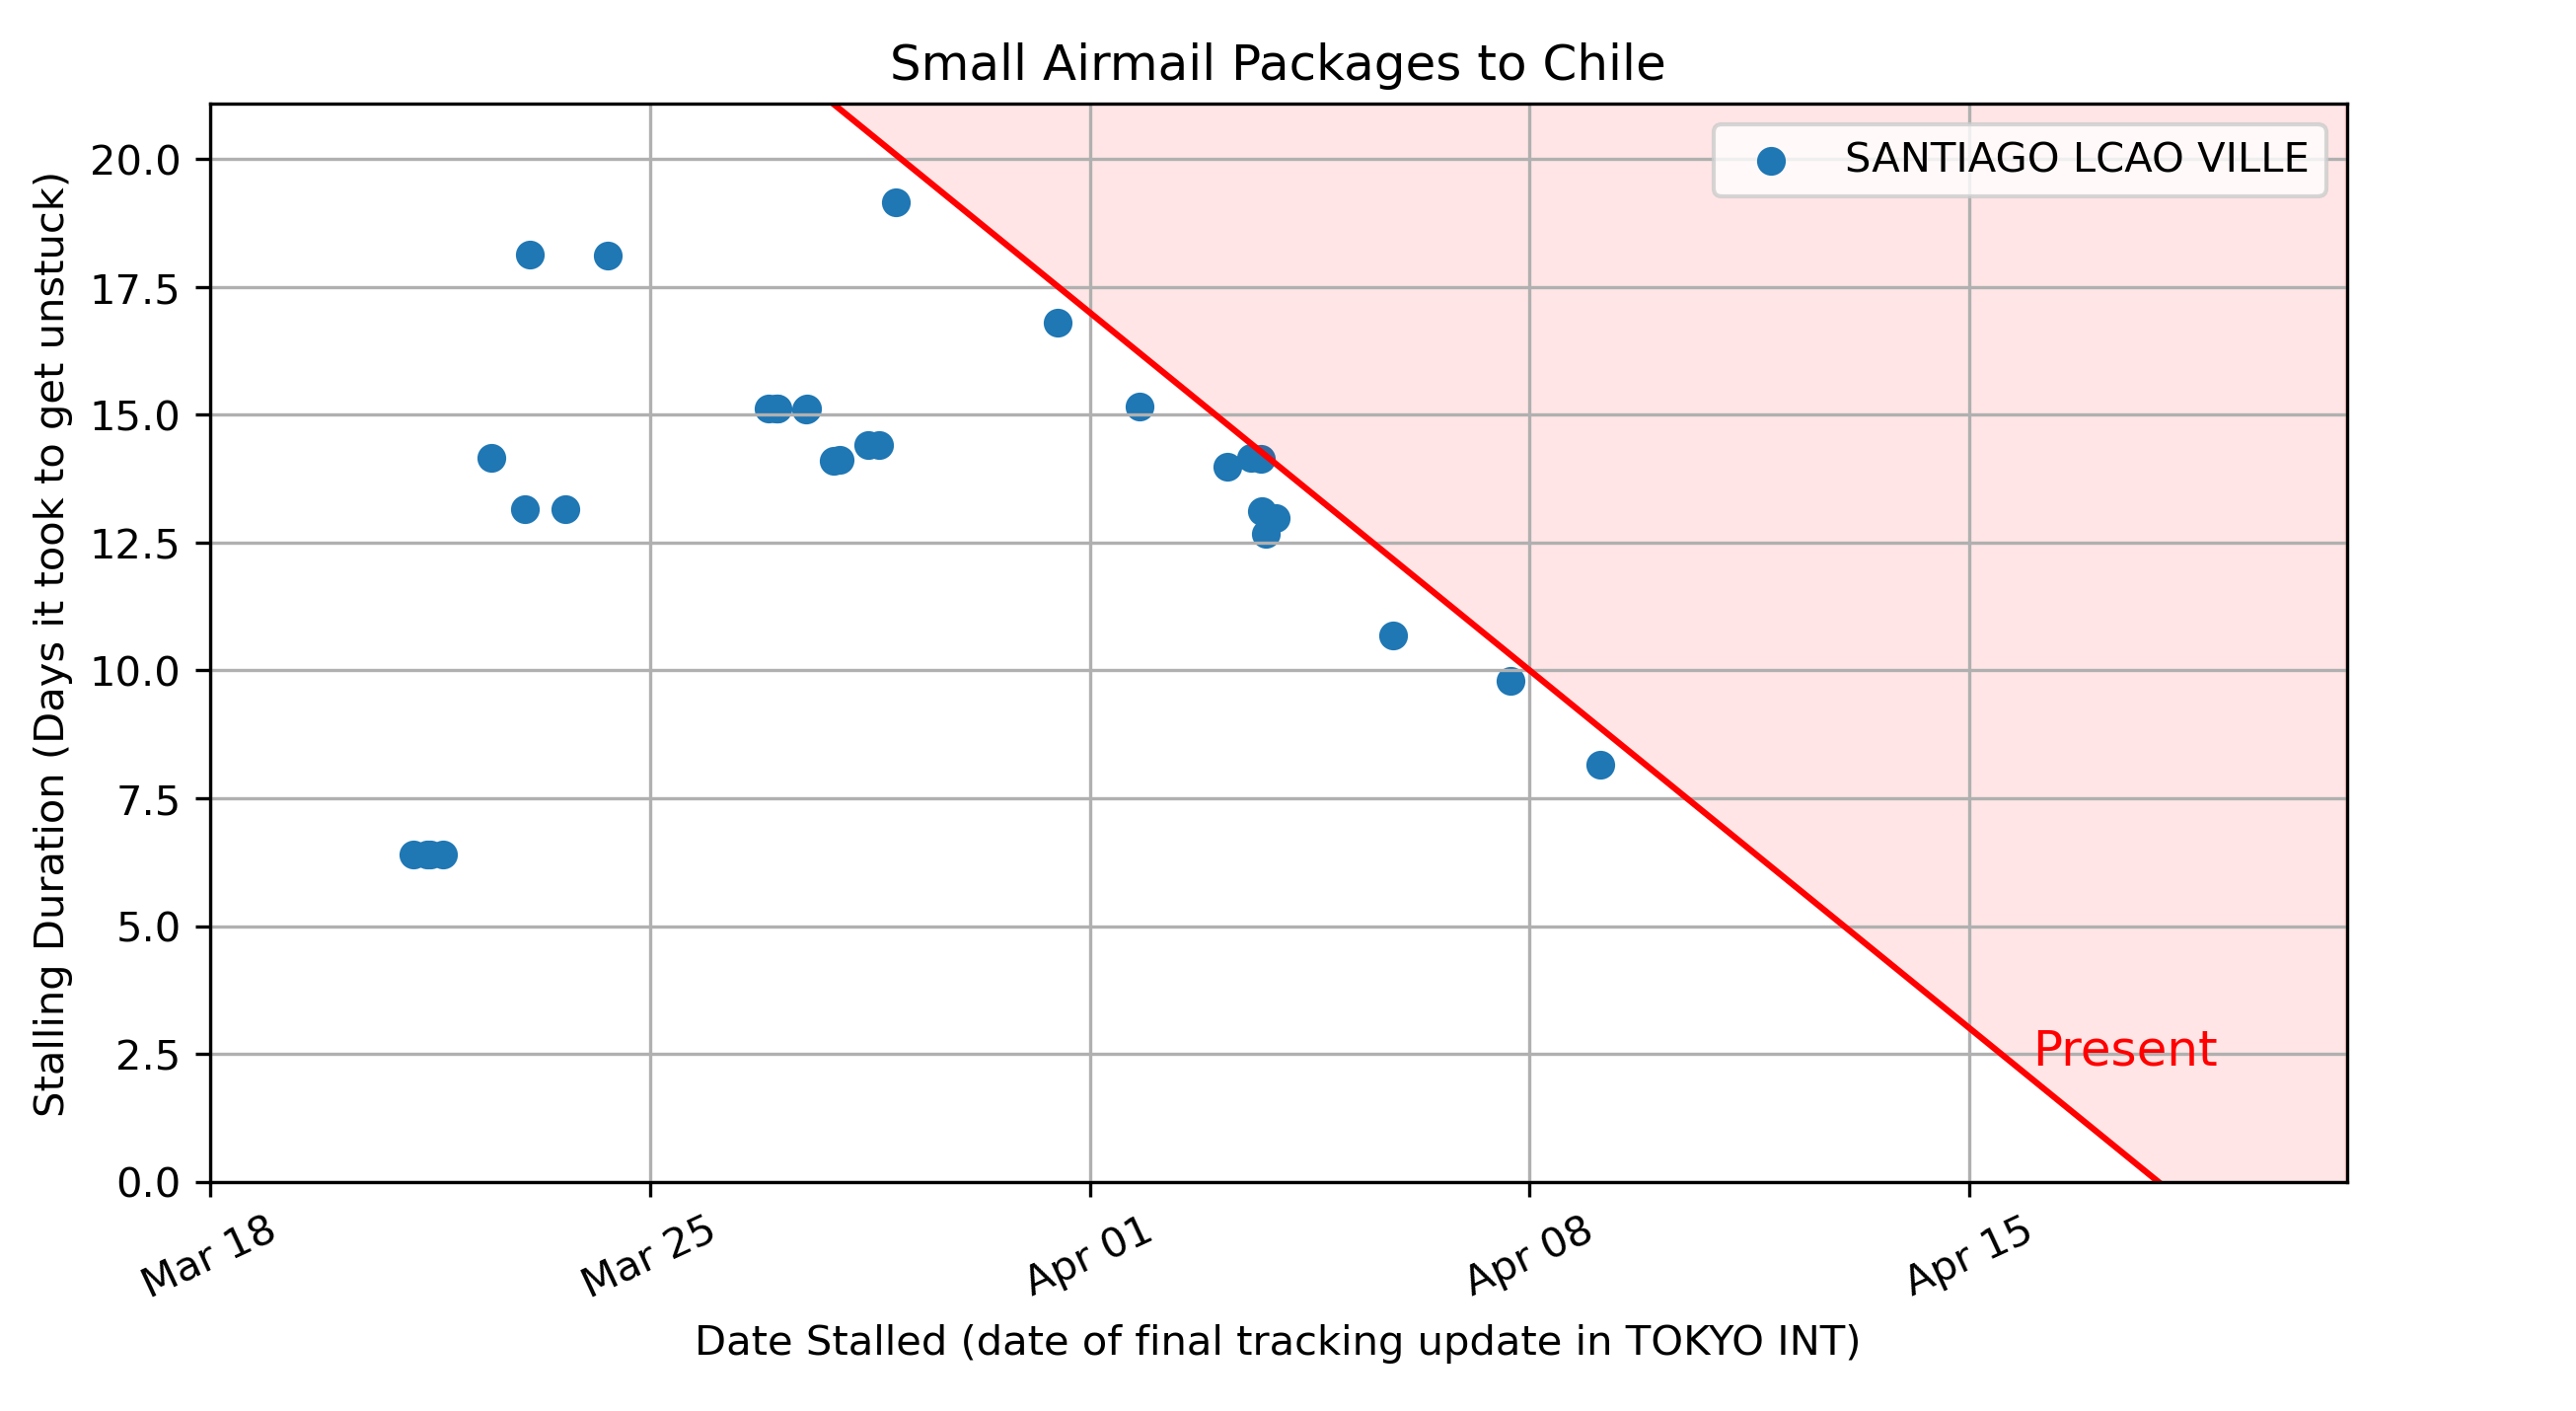 Small Airmail Packages to Chile
SANTIAGO LCAO VILLE
Stalling Duration (Days it took to get unstuck)
20.0
17.5
15.0
12.5
10.0
7.5
5.0
2.5
0.0
Present
Mar 18
Mar 25
Apr 01
Apr 08
Apr 15
Date Stalled (date of final tracking update in TOKYO INT)